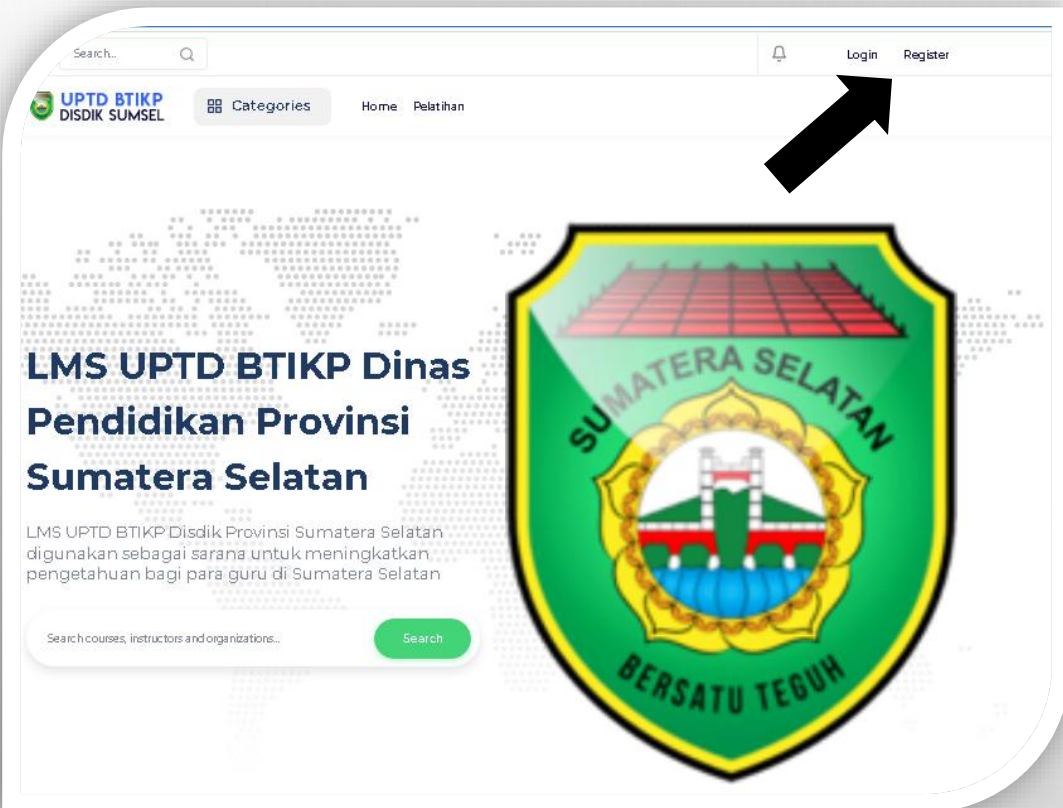 Search...
Login Register
UPTD BTIKP
DISDIK SUMSEL
Categories
Home Pelatihan
LMS UPTD BTIKP Dinas
Pendidikan Provinsi
Sumatera Selatan
LMS UPTD BTIKP Disdik Provinsi Sumatera Selatan
digunakan sebagai sarana untuk meningkatkan
pengetahuan bagi para guru di Sumatera Selatan
Search courses, instructors and organizations...
Search
SUMATERA SELATAN
BERSATU TEGUH